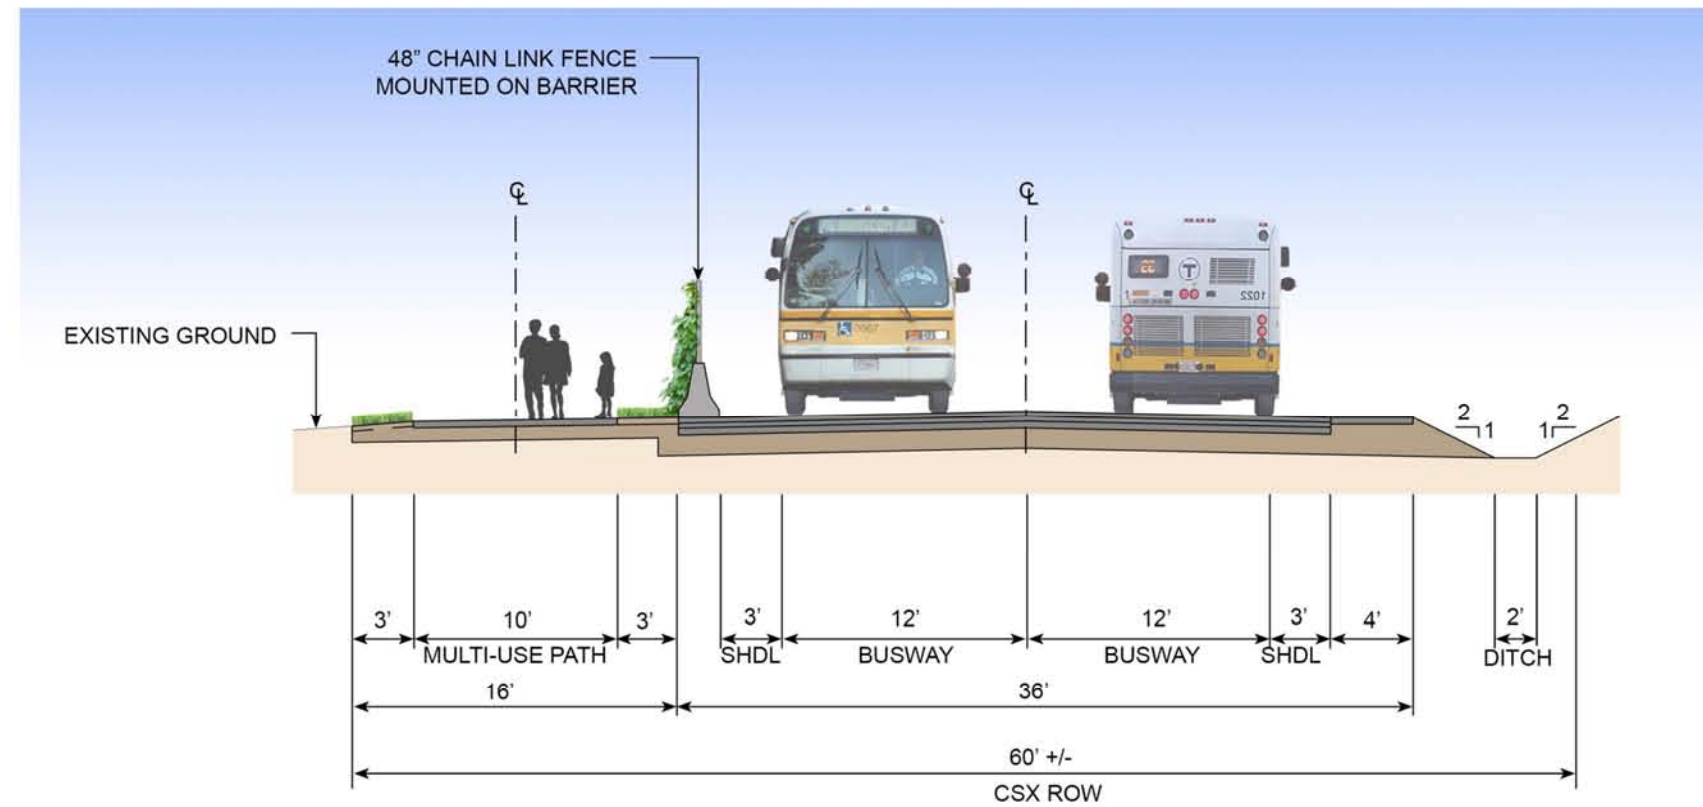 48” CHAIN LINK FENCE
MOUNTED ON BARRIER
℄ ℄
T
1022
EXISTING GROUND
2 2
1 1
3’ 10’ 3’ 3’ 12’ 12’ 3’ 4’ 2’
MULTI-USE PATH SHDL BUSWAY BUSWAY SHDL DITCH
16’ 36’
60’ +/-
CSX ROW